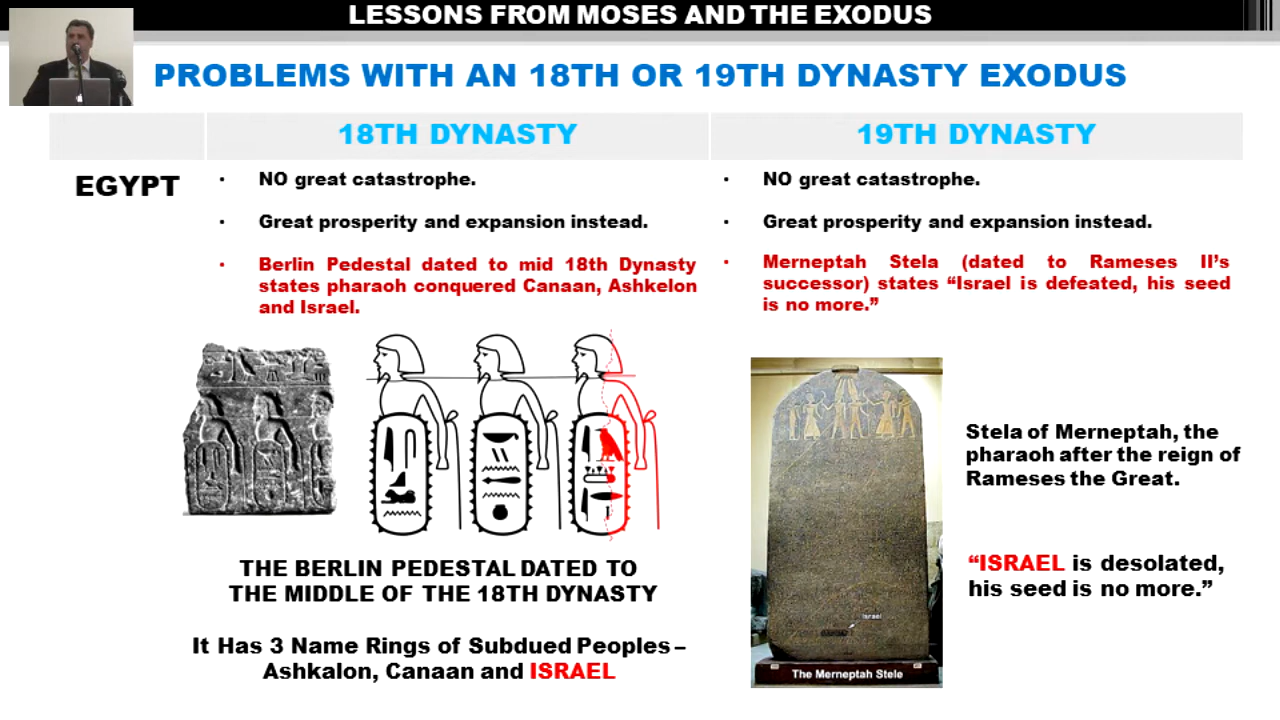 LESSONS FROM MOSES AND THE EXODUS
PROBLEMS WITH AN 18TH OR 19TH DYNASTY EXODUS
18TH DYNASTY
19TH DYNASTY
EGYPT
• NO great catastrophe.
• Great prosperity and expansion instead.
• Berlin Pedestal dated to mid 18th Dynasty
states pharaoh conquered Canaan, Ashkelon
and Israel.
• NO great catastrophe.
• Great prosperity and expansion instead.
• Merneptah Stela (dated to Rameses II’s
successor) states “Israel is defeated, his seed
is no more.”
THE BERLIN PEDESTAL DATED TO
THE MIDDLE OF THE 18TH DYNASTY
It Has 3 Name Rings of Subdued Peoples –
Ashkalon, Canaan and ISRAEL
Israel
The Merneptah Stele
Stela of Merneptah, the
pharaoh after the reign of
Rameses the Great.
“ISRAEL is desolated,
his seed is no more.”